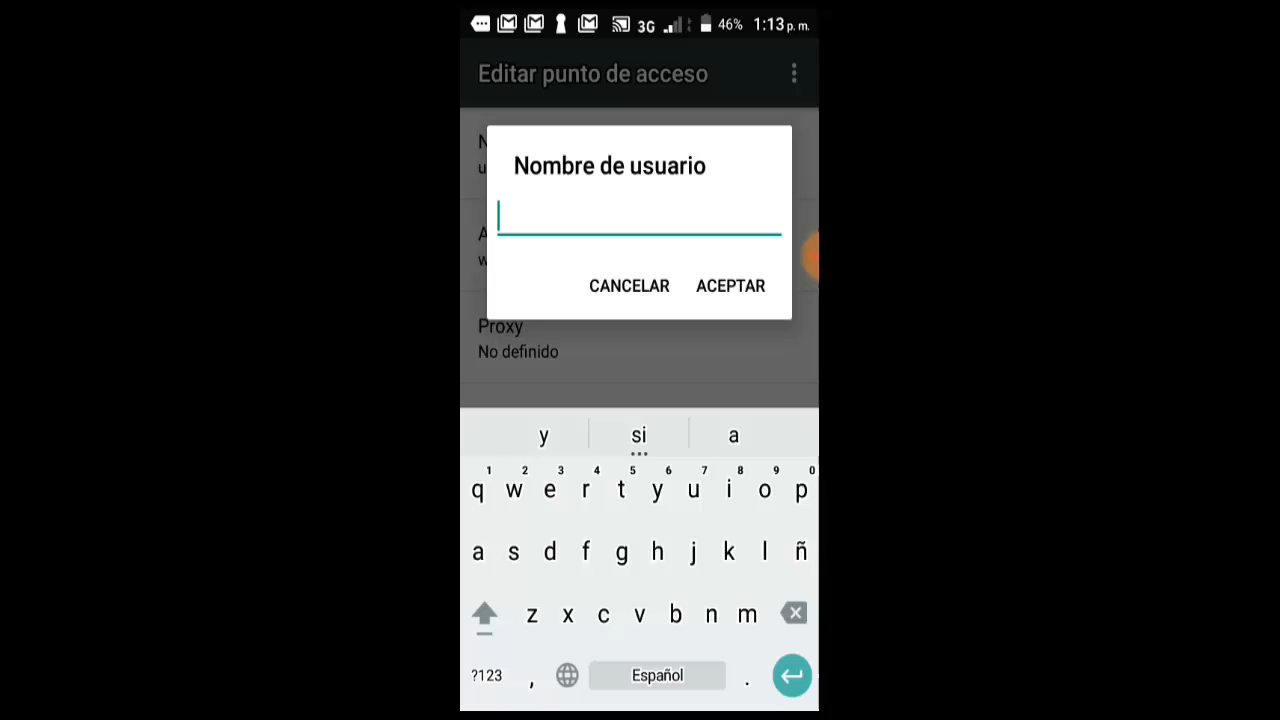 3G 46% 1:13 p. m.
Editar punto de acceso
N
u
Nombre de usuario
A
w
CANCELAR ACEPTAR
Proxy
No definido
y si a
1 2 3 4 5 6 7 8 9 0
q w e r t y u i o p
a s d f g h j k l ñ
z x c v b n m
?123 , Español .